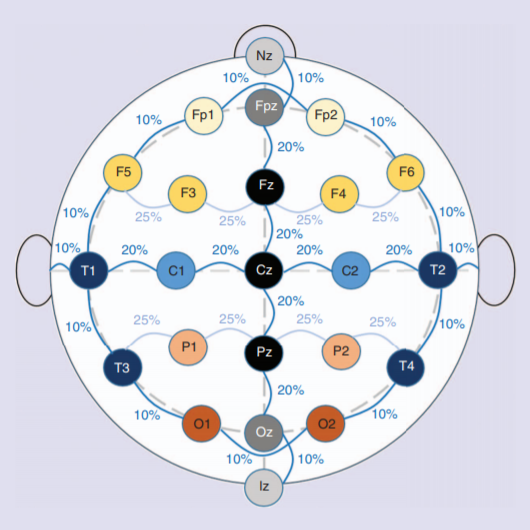 Nz
10% 10%
Fp1 Fpz Fp2
10% 10%
20%
F5 F6
F3 Fz F4
10% 25% 25% 25% 25% 10%
20%
10% 20% 20% 20% 20% 10%
T1 C1 Cz C2 T2
20%
10% 25% 25% 25% 25% 10%
P1 Pz P2
T3 T4
20%
10% 10%
O1 Oz O2
10% 10%
Iz